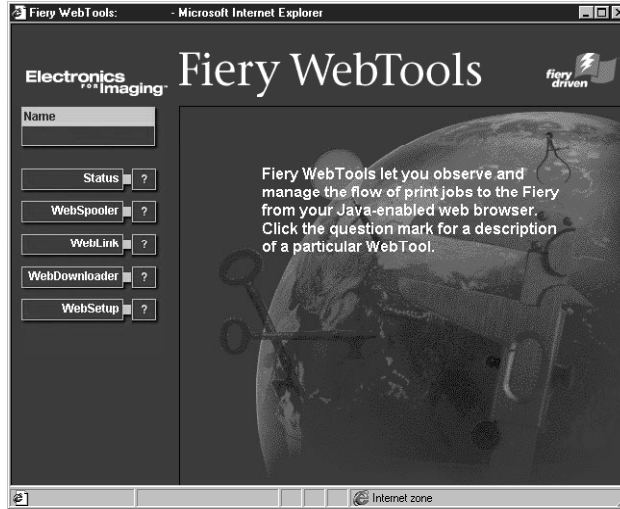 Fiery WebTools: - Microsoft Internet Explorer
Electronics
FOR Imaging
Fiery WebTools
fiery
driven
Name
Status ?
WebSpooler ?
WebLink ?
WebDownloader ?
WebSetup ?
Fiery WebTools let you observe and
manage the flow of print jobs to the Fiery
from your Java-enabled web browser.
Click the question mark for a description
of a particular WebTool.
Internet zone